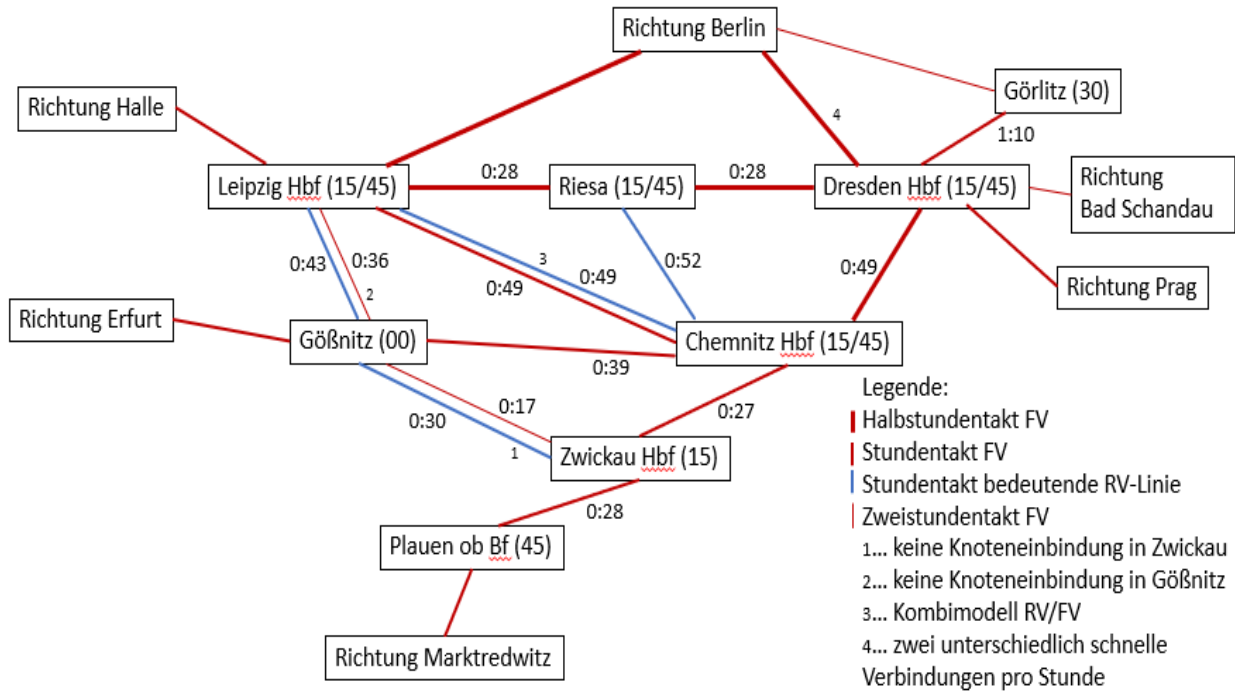 Richtung Berlin
Richtung Halle
Görlitz (30)
4
1:10
Leipzig Hbf (15/45)
0:28
Riesa (15/45)
0:28
Dresden Hbf (15/45)
Richtung
Bad Schandau
0:43
0:36
2
3
0:49
0:49
0:52
0:49
Richtung Prag
Richtung Erfurt
Gößnitz (00)
Chemnitz Hbf (15/45)
0:39
0:30
0:17
1
0:27
Zwickau Hbf (15)
0:28
Plauen ob Bf (45)
Richtung Marktredwitz
Legende:
Halbstundentakt FV
Stundentakt FV
Stundentakt bedeutende RV-Linie
Zweistundentakt FV
1... keine Knoteneinbindung in Zwickau
2... keine Knoteneinbindung in Gößnitz
3... Kombimodell RV/FV
4... zwei unterschiedlich schnelle
Verbindungen pro Stunde